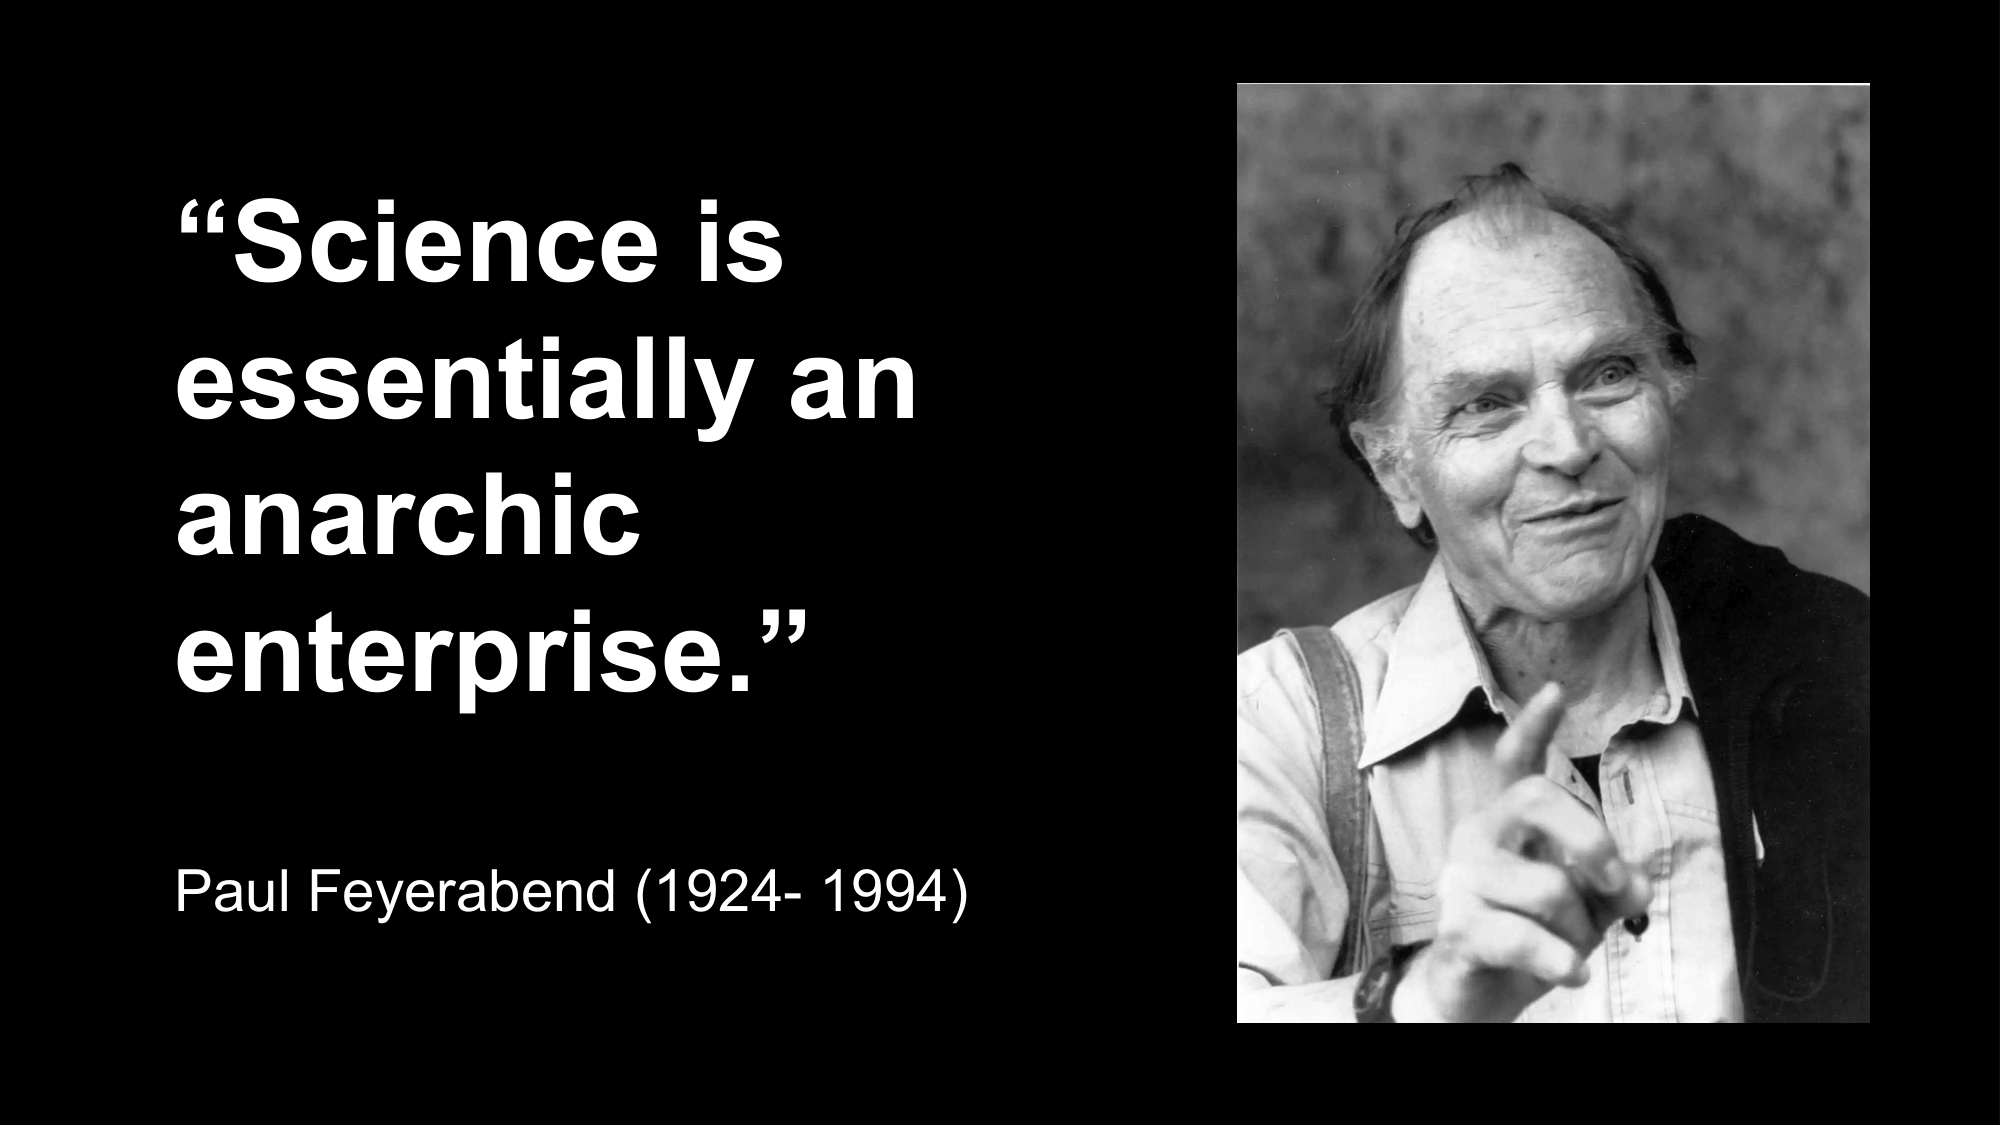 “Science is
essentially an
anarchic
enterprise.”
Paul Feyerabend (1924- 1994)